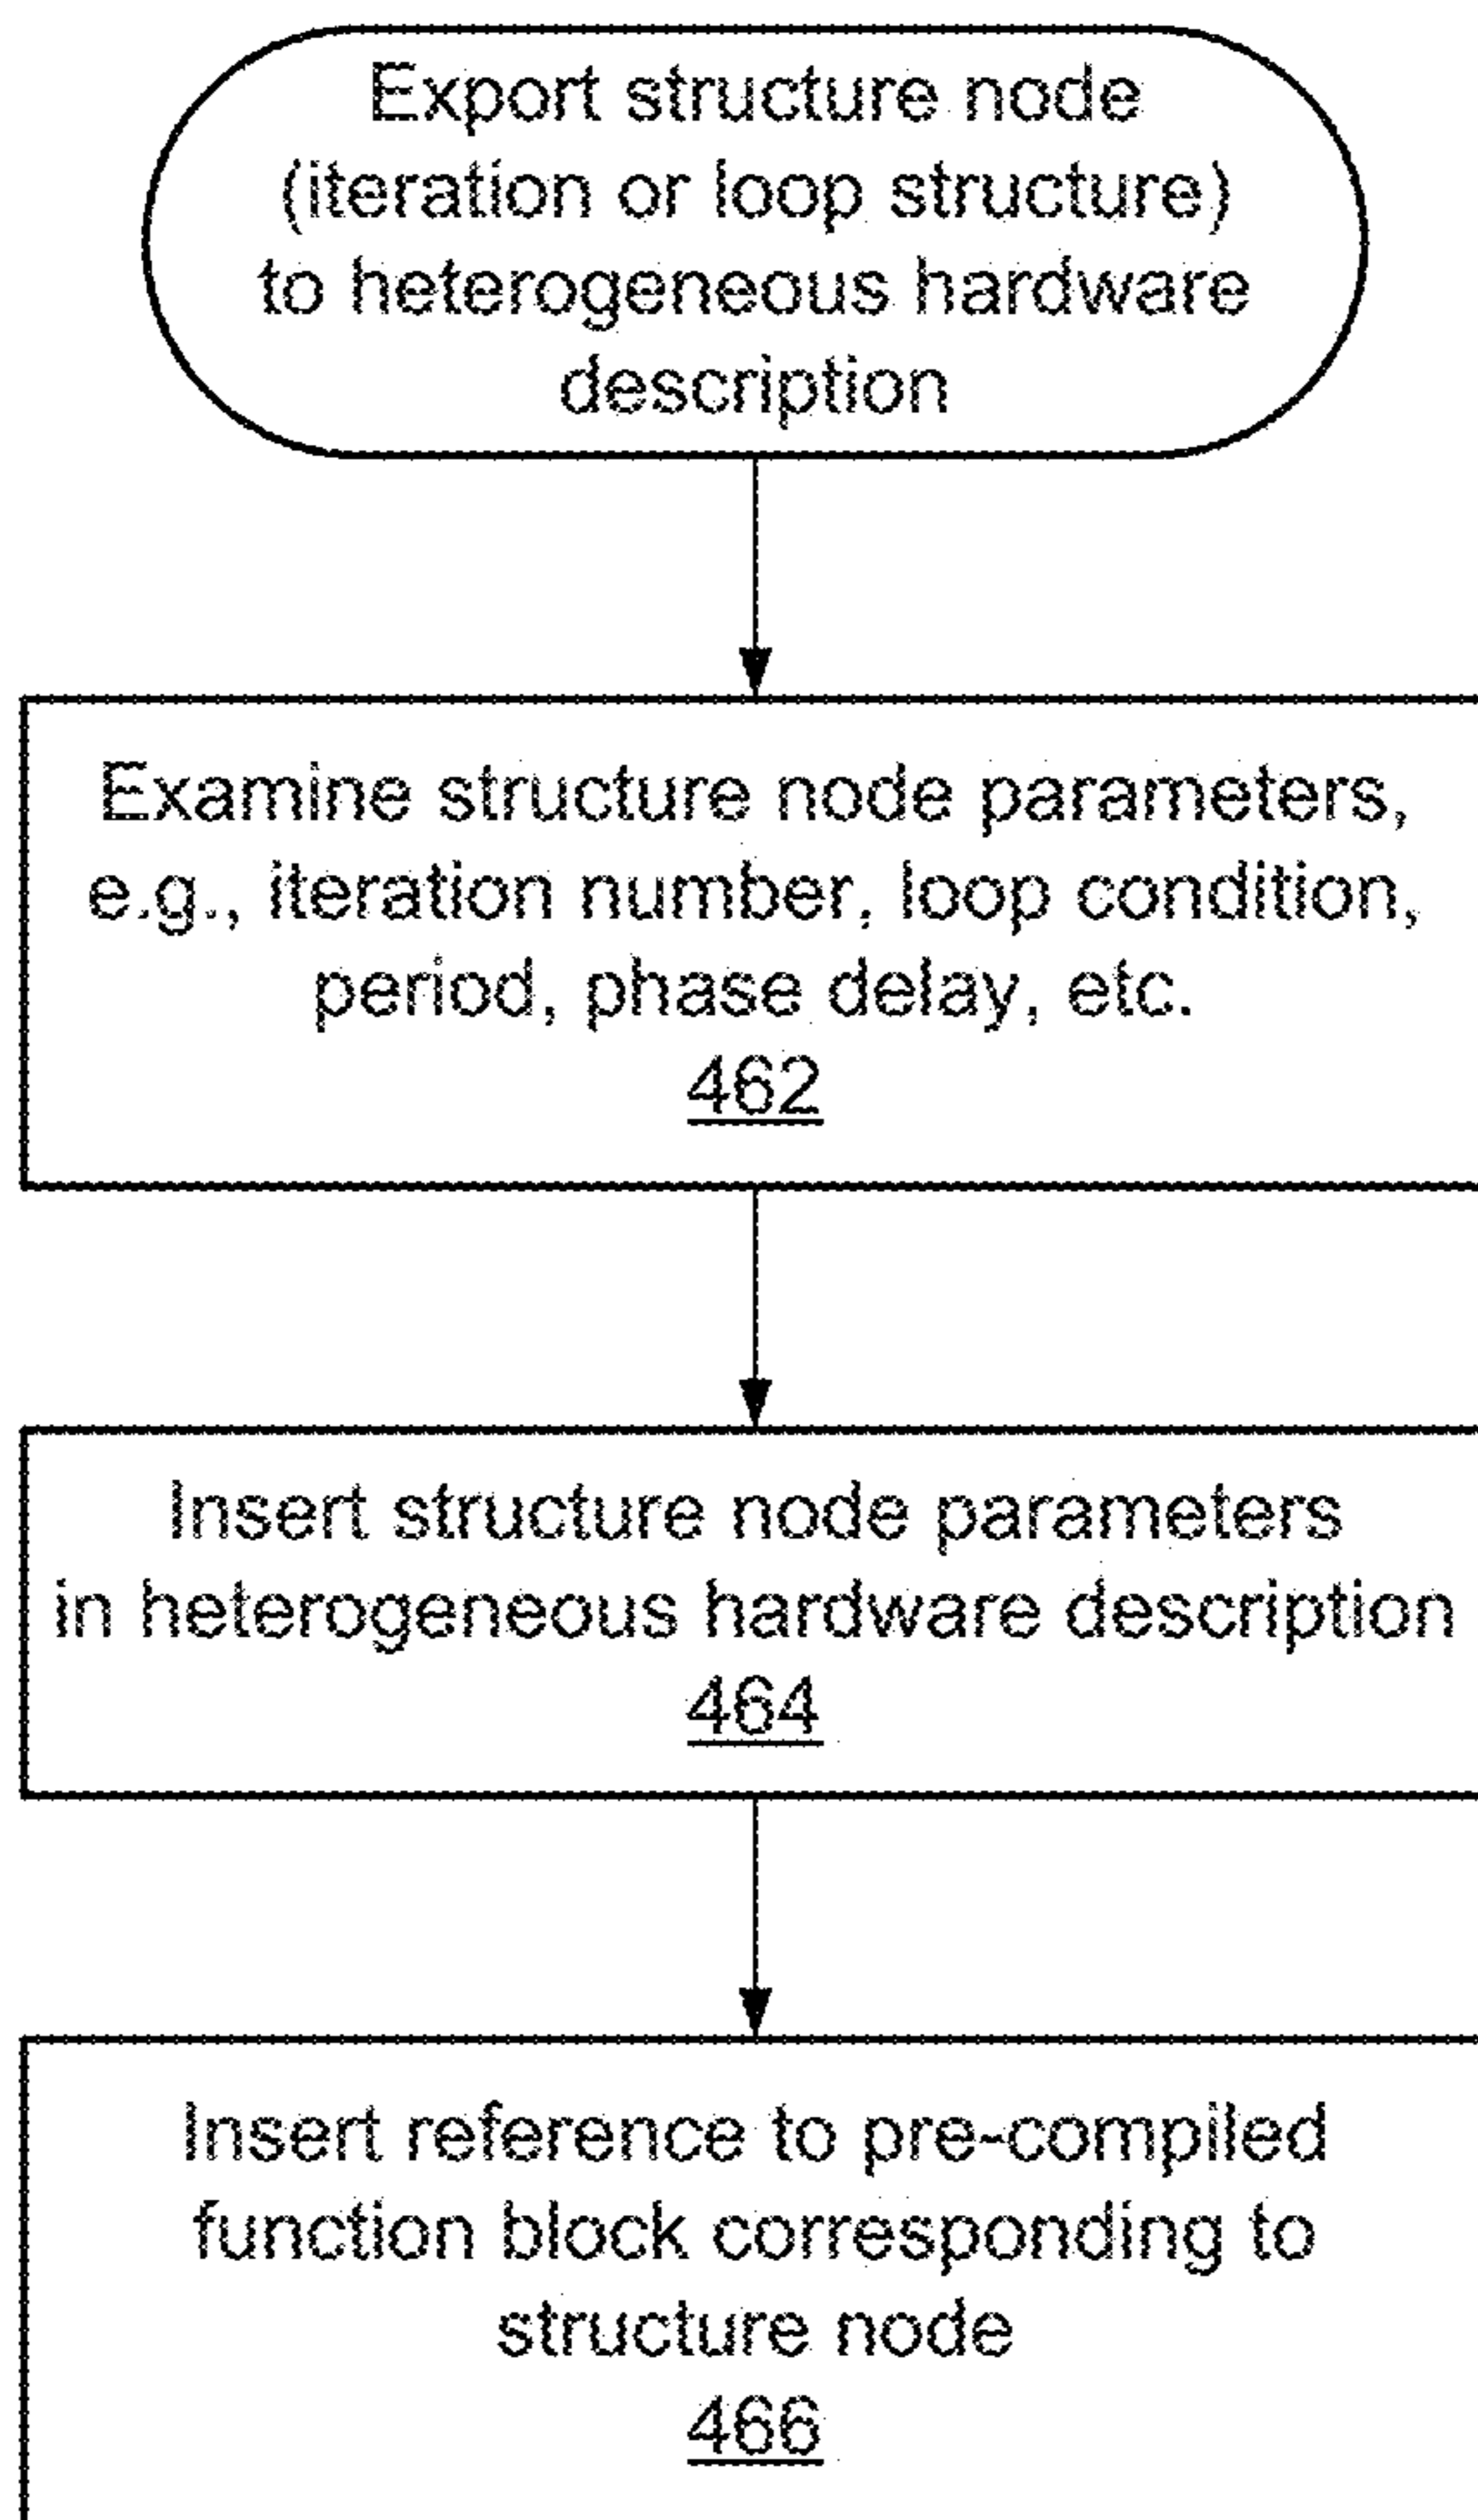 Export structure node
(iteration or loop structure)
to heterogeneous hardware
description
Examine structure node parameters,
e.g., iteration number, loop condition,
period, phase delay, etc.
462
Insert structure node parameters
in heterogeneous hardware description
464
Insert reference to pre-compiled
function block corresponding to
structure node
466